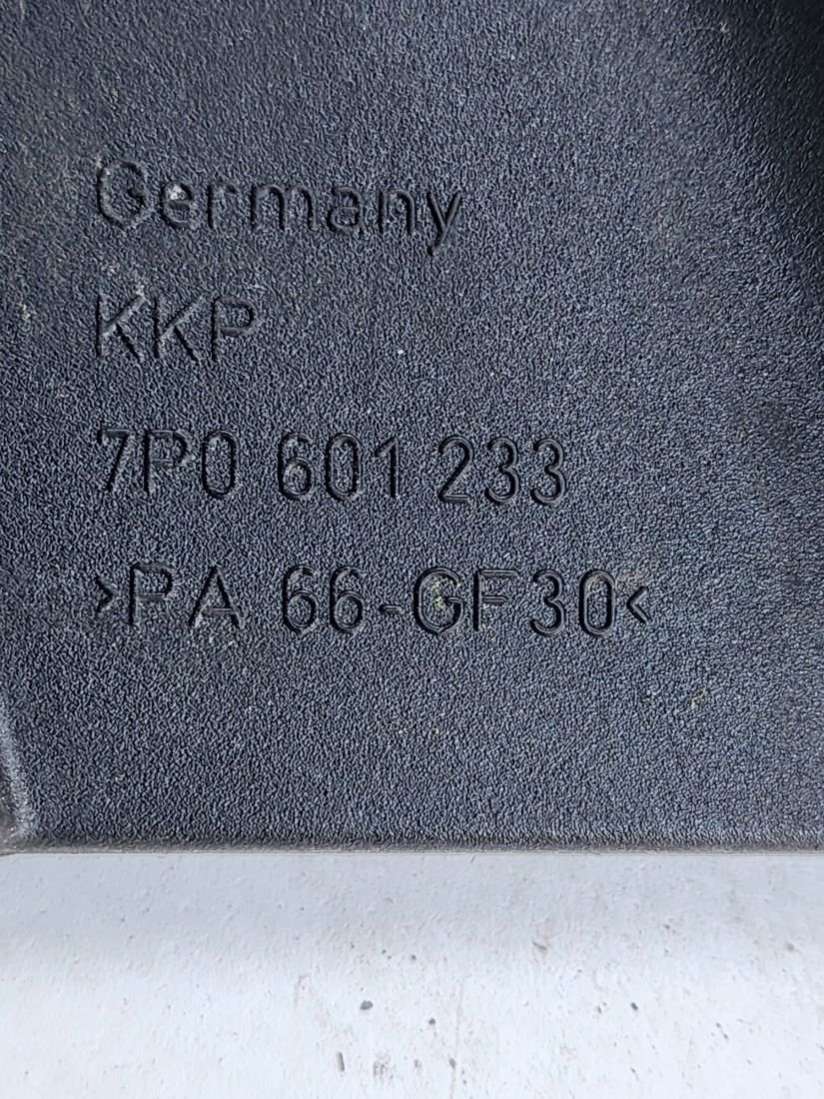 Germany
KKP
7P0 601 233
>PA 66-GF30<